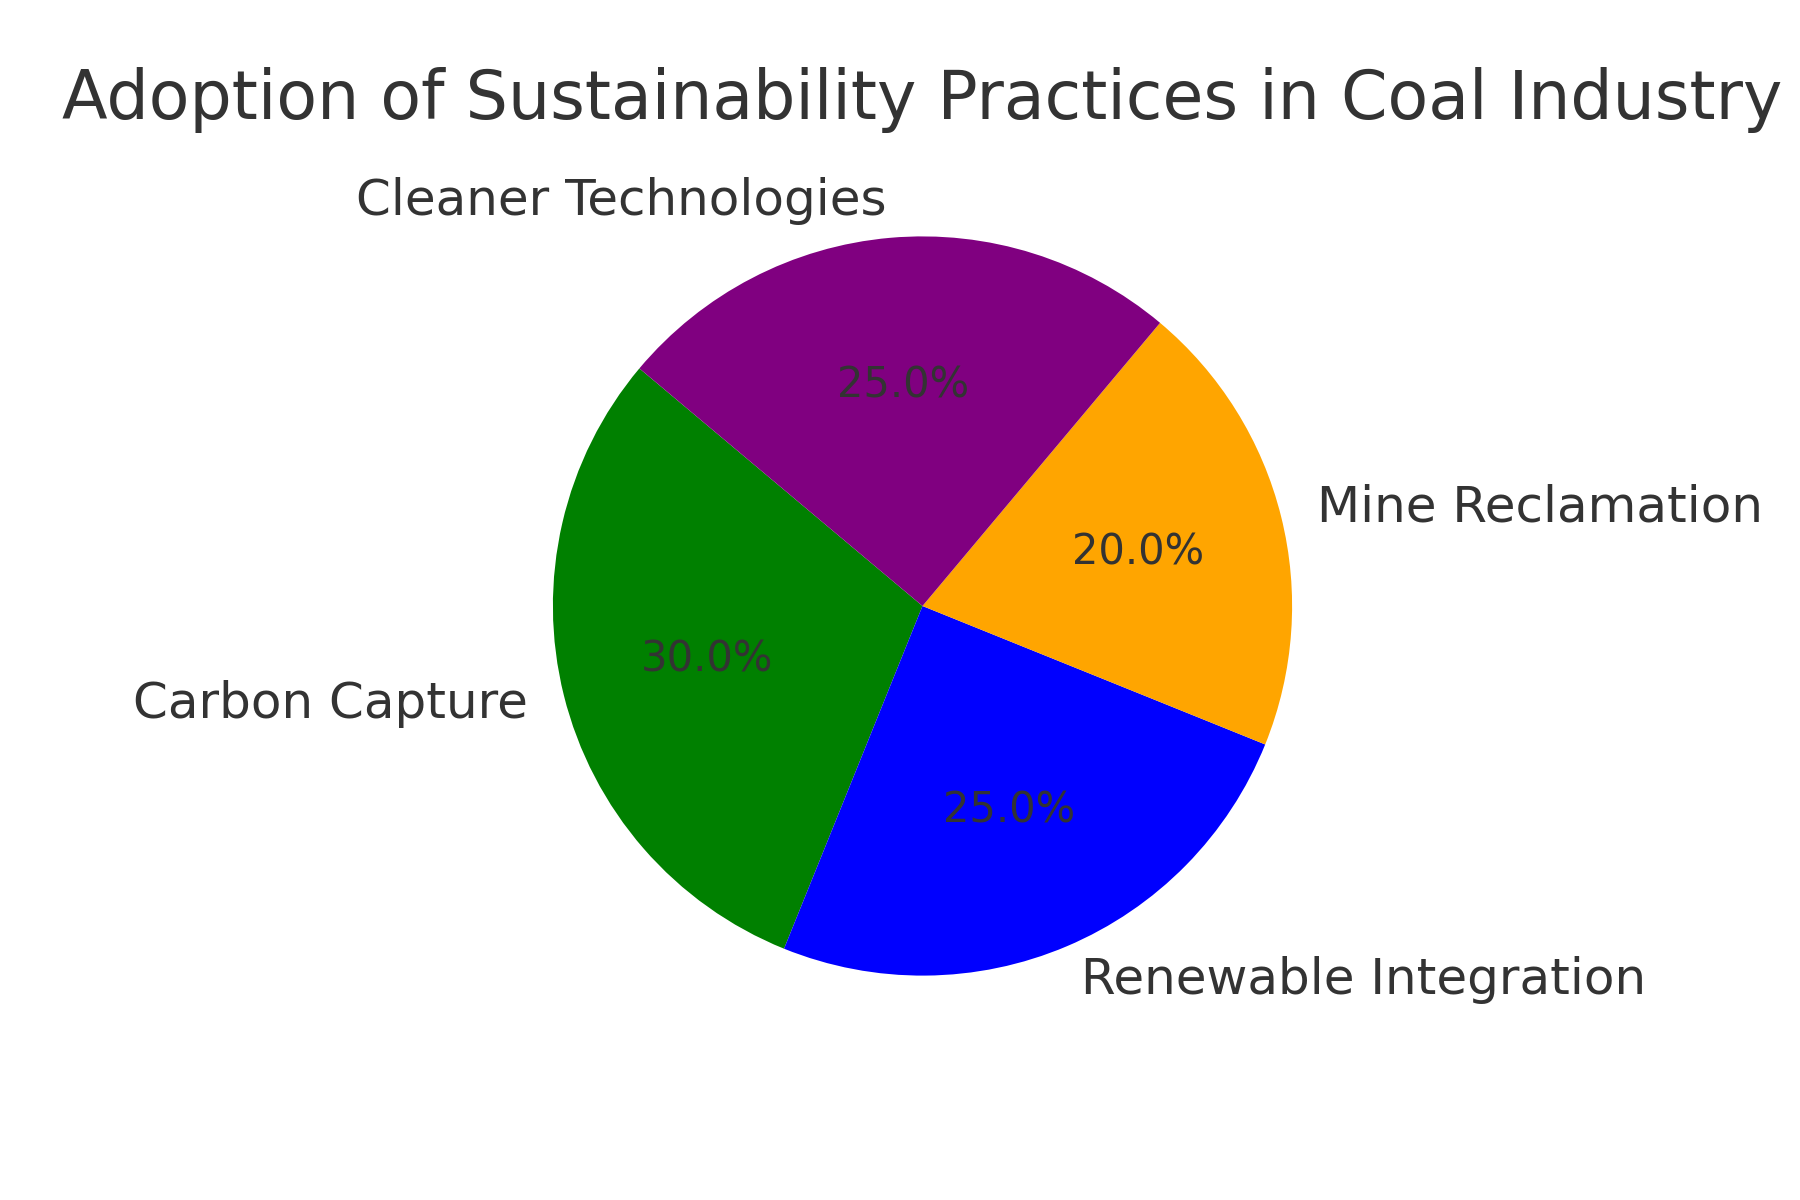 Adoption of Sustainability Practices in Coal Industry
Cleaner Technologies
25.0%
Mine Reclamation
20.0%
30.0%
Carbon Capture
25.0%
Renewable Integration